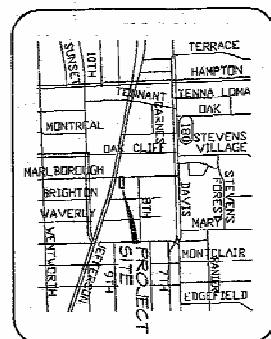 TERRACE
10TH
SUNSET
HAMPTON
TENNANT
TENNA LOMA
BARNES
OAK
MONTREAL
180
STEVENS
VILLAGE
OAK CLIFF
MARLBOROUGH
STEVENS
FOREST
BRIGHTON
8TH
DAVIS
WAVERLY
MARY
WENTWORTH
JEFFERSON
9TH
PROJECT
SITE
7TH
MONTCLAIR
EDGEFIELD